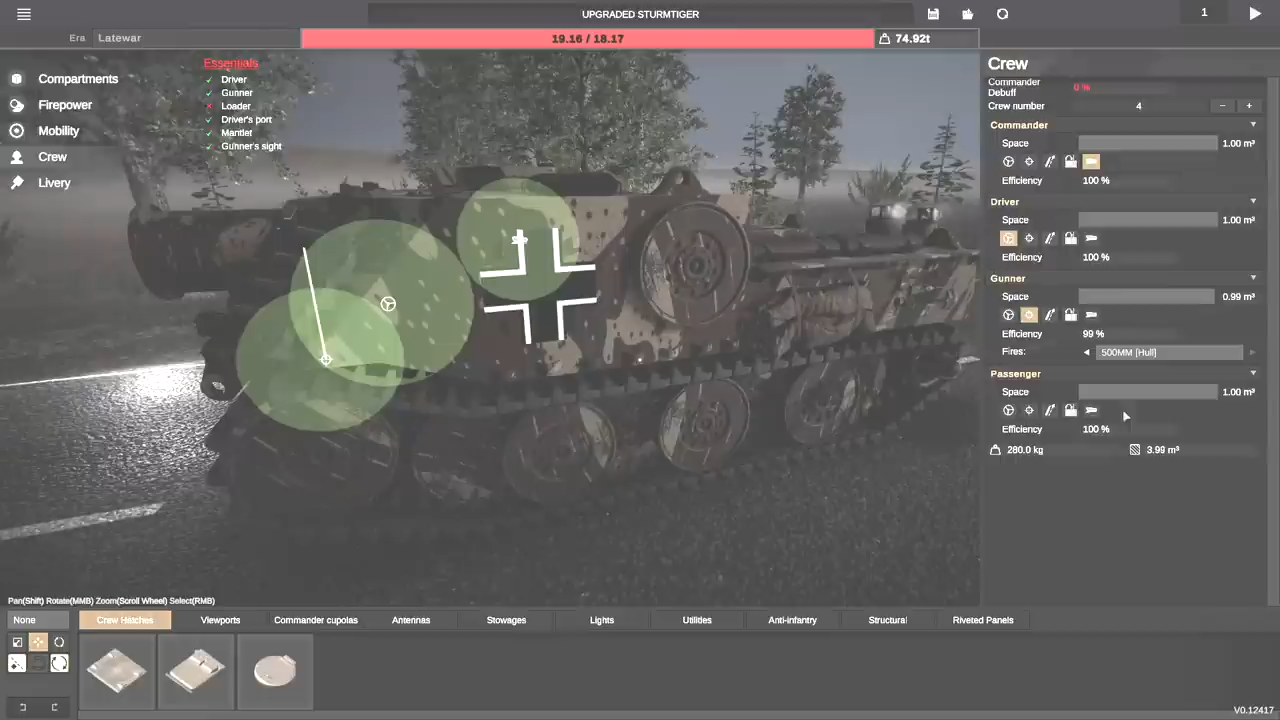 UPGRADED STURMTIGER
1
Era Latewar
19.16 / 18.17
74.92t
Compartments
Firepower
Mobility
Crew
Livery
Essentials
Driver
Gunner
Loader
Driver's port
Mantlet
Gunner's sight
Crew
Commander Debuff 0 %
Crew number 4 − +
Commander
Space 1.00 m³
Efficiency 100 %
Driver
Space 1.00 m³
Efficiency 100 %
Gunner
Space 0.99 m³
Efficiency 99 %
Fires: 500MM [Hull]
Passenger
Space 1.00 m³
Efficiency 100 %
280.0 kg 3.99 m³
Pan(Shift) Rotate(MMB) Zoom(Scroll Wheel) Select(RMB)
None
Crew Hatches Viewports Commander cupolas Antennas Stowages Lights Utilities Anti-infantry Structural Riveted Panels
V0.12417